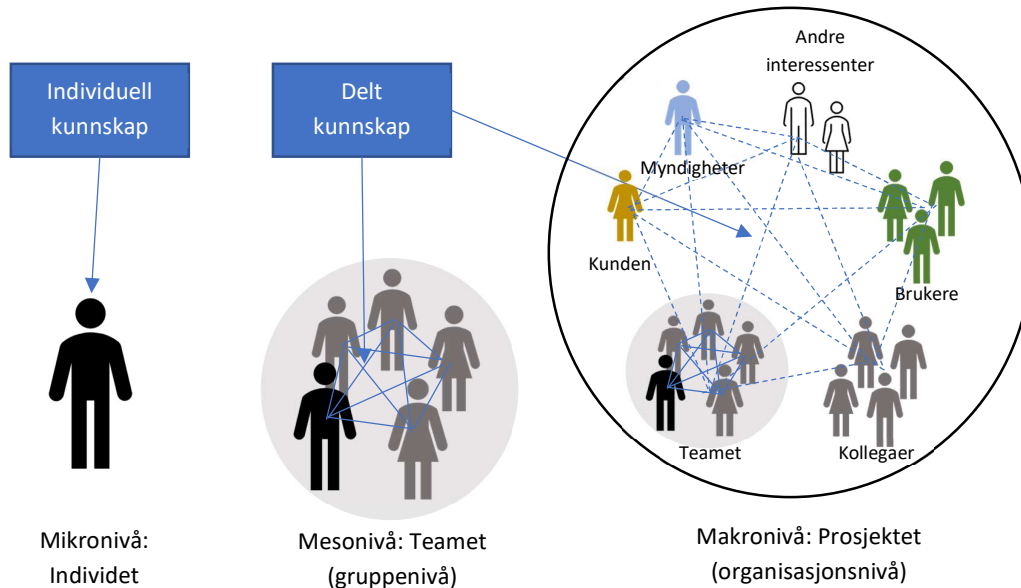 Individuell
kunnskap
Delt
kunnskap
Andre
interessenter
Myndigheter
Kunden
Brukere
Teamet
Kollegaer
Mikronivå:
Individet
Mesonivå: Teamet
(gruppenivå)
Makronivå: Prosjektet
(organisasjonsnivå)